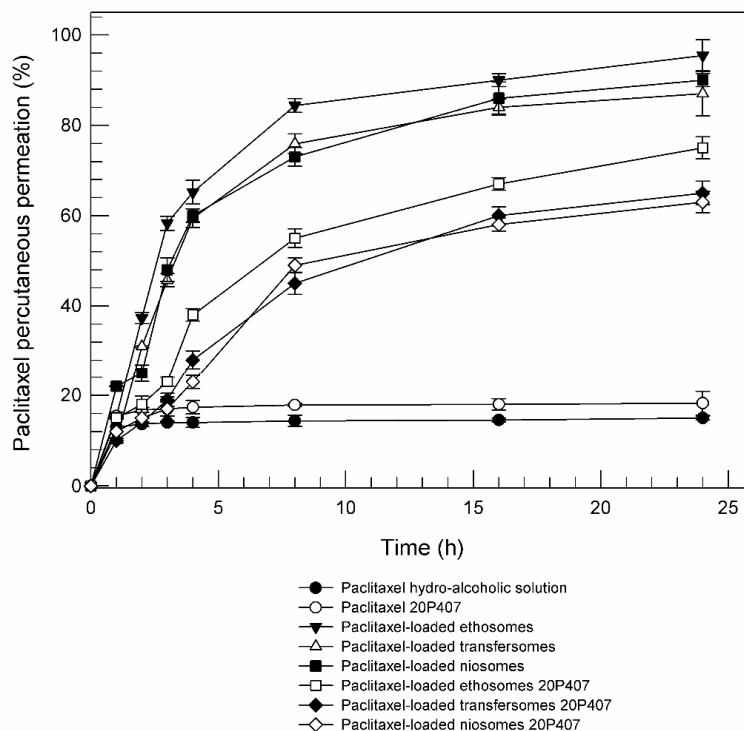 100
80
60
40
20
0
Paclitaxel percutaneous permeation (%)
0 5 10 15 20 25
Time (h)
Paclitaxel hydro-alcoholic solution
Paclitaxel 20P407
Paclitaxel-loaded ethosomes
Paclitaxel-loaded transfersomes
Paclitaxel-loaded niosomes
Paclitaxel-loaded ethosomes 20P407
Paclitaxel-loaded transfersomes 20P407
Paclitaxel-loaded niosomes 20P407